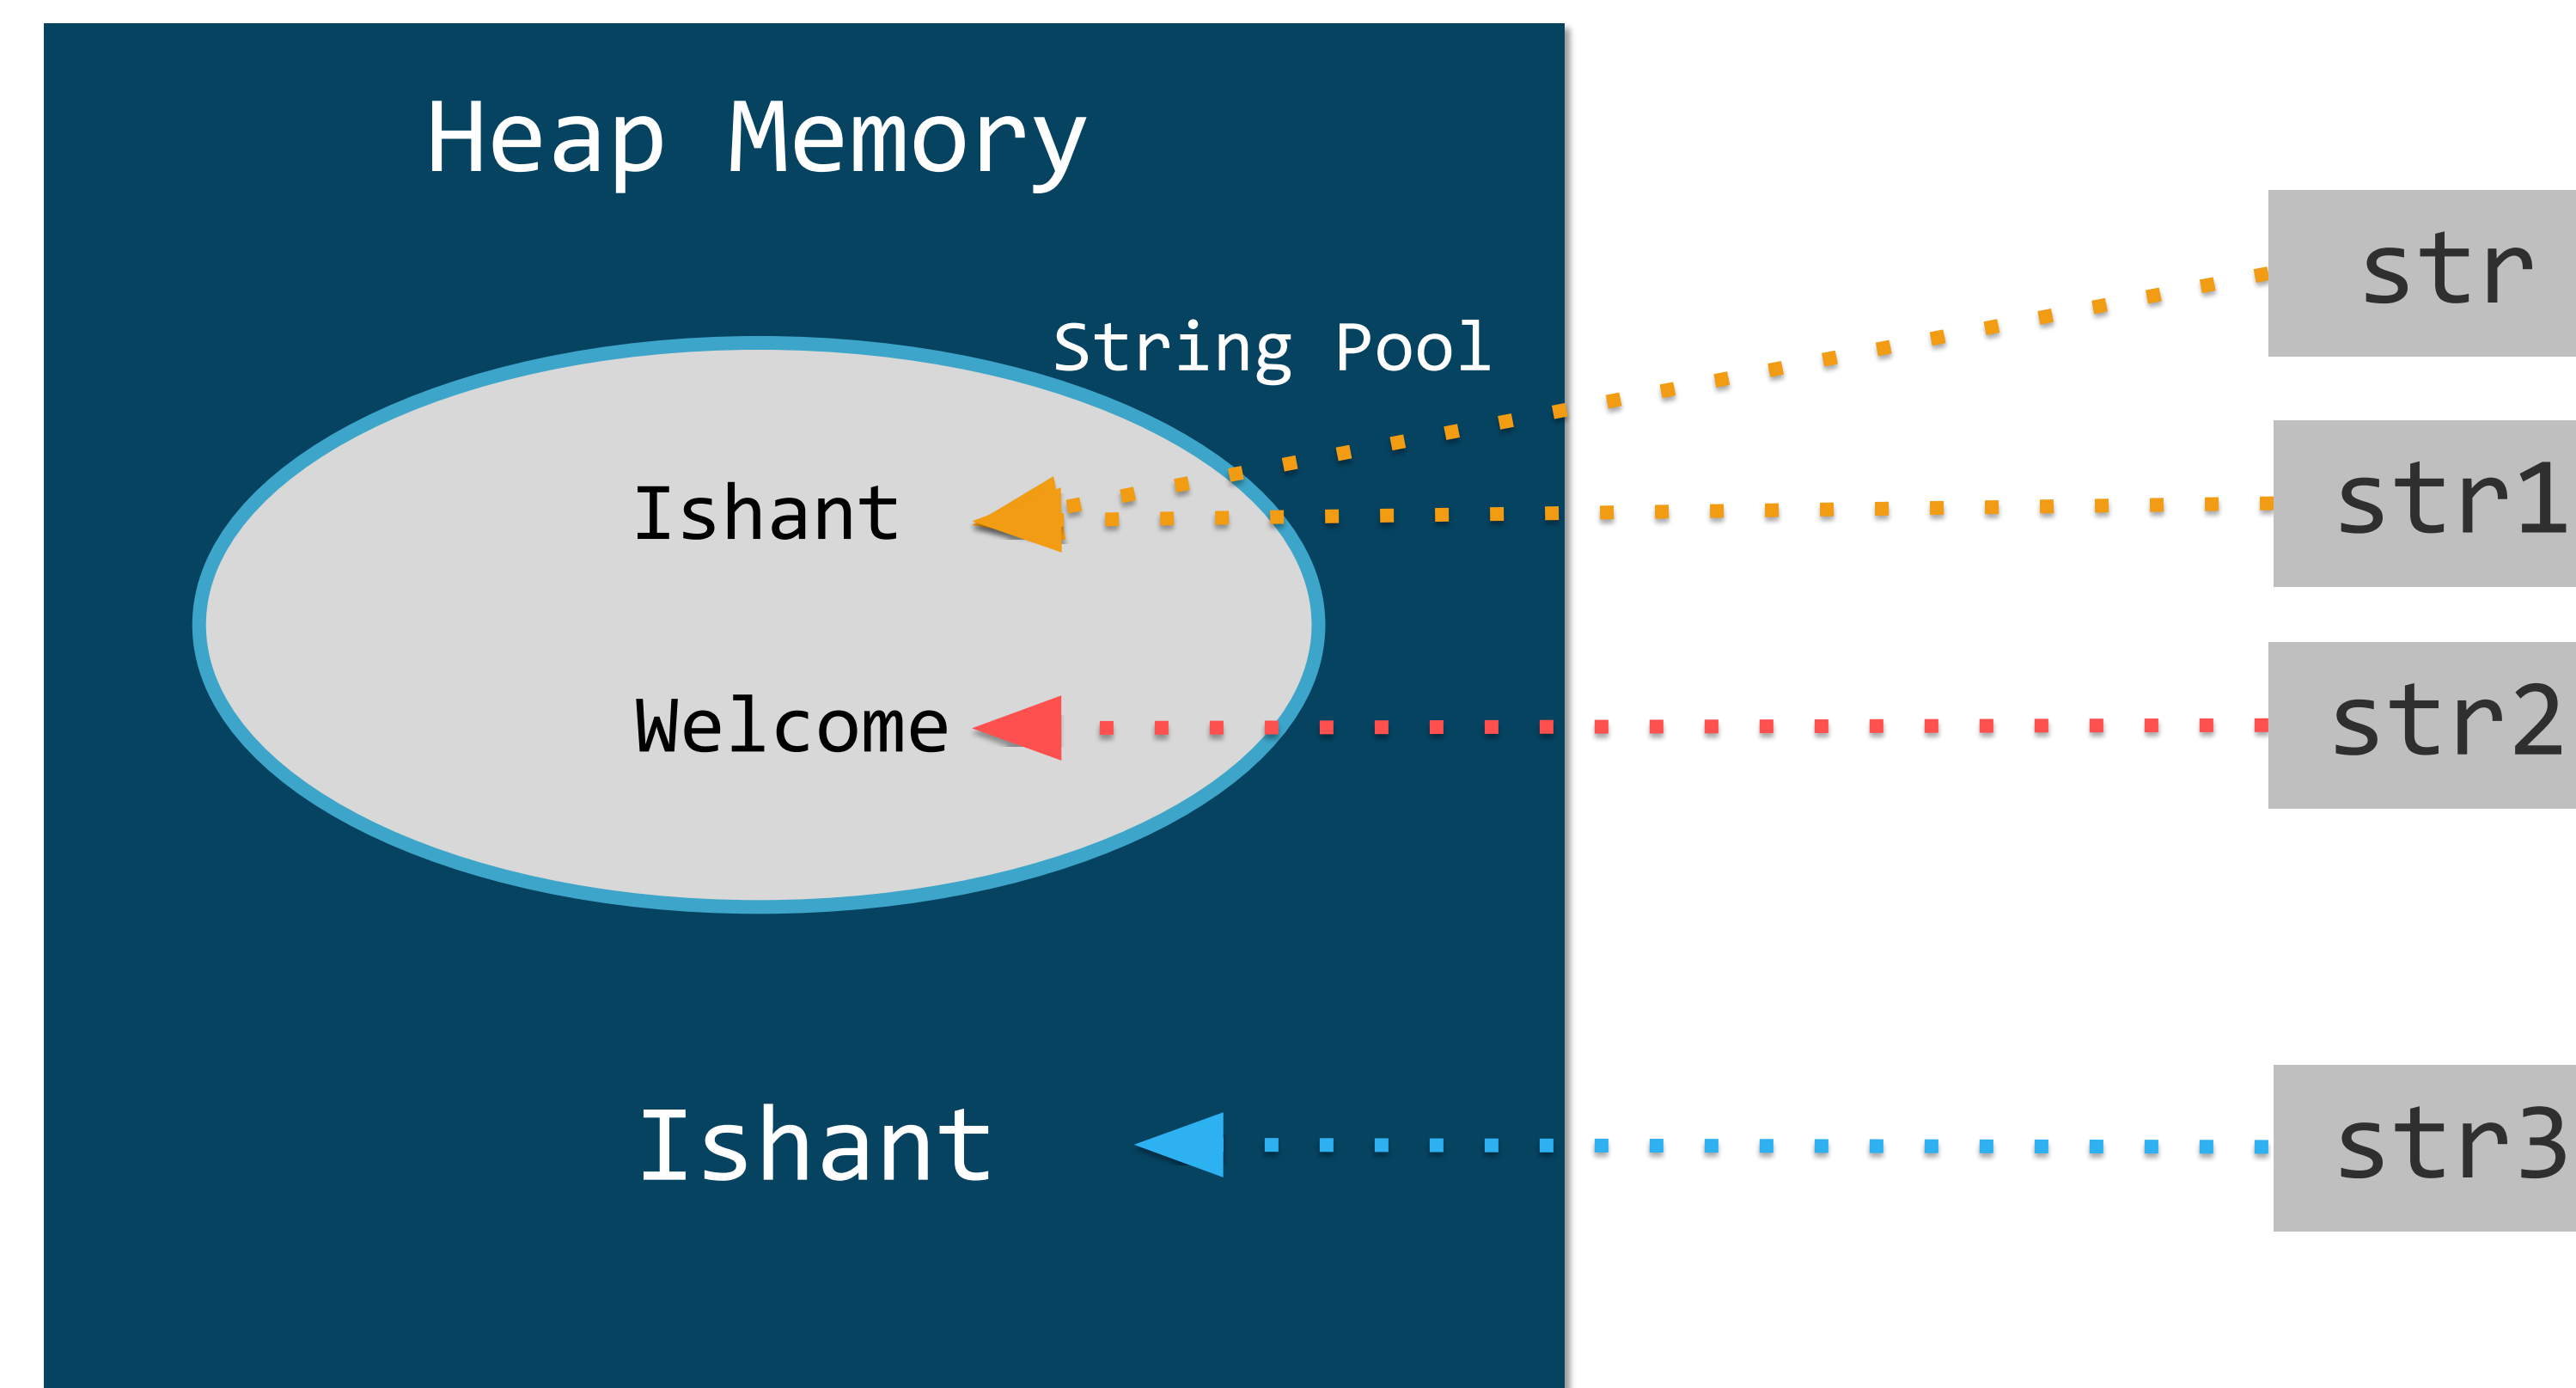 Heap Memory
str
String Pool
Ishant
str1
Welcome
str2
Ishant
str3